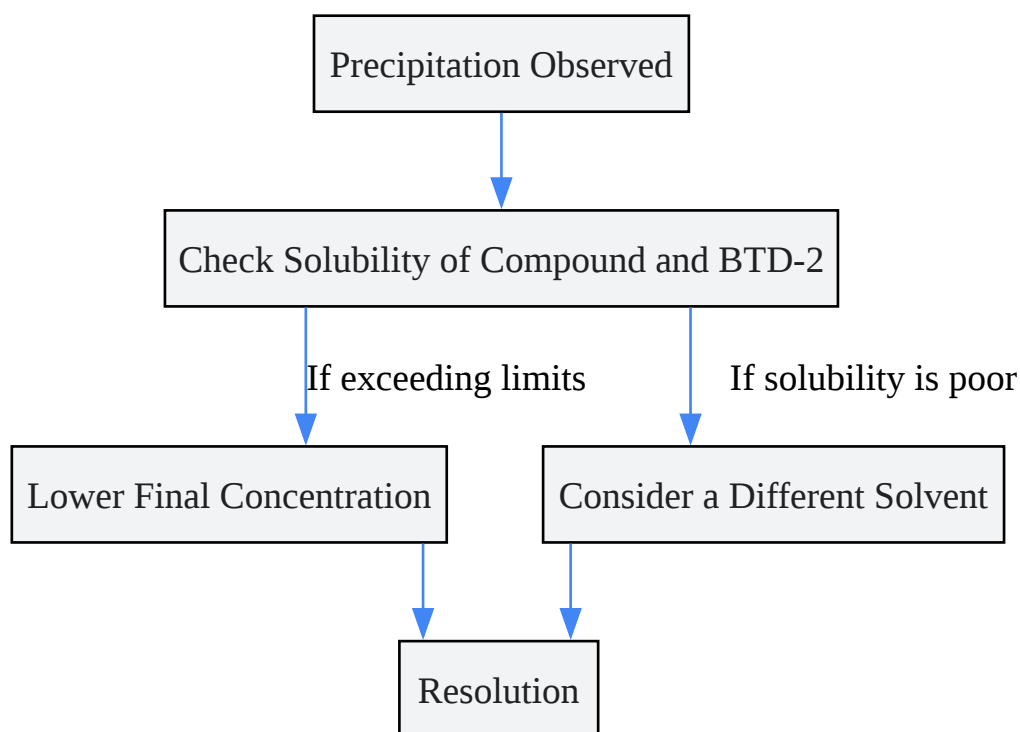 Precipitation Observed
Check Solubility of Compound and BTD-2
If exceeding limits
If solubility is poor
Lower Final Concentration
Consider a Different Solvent
Resolution